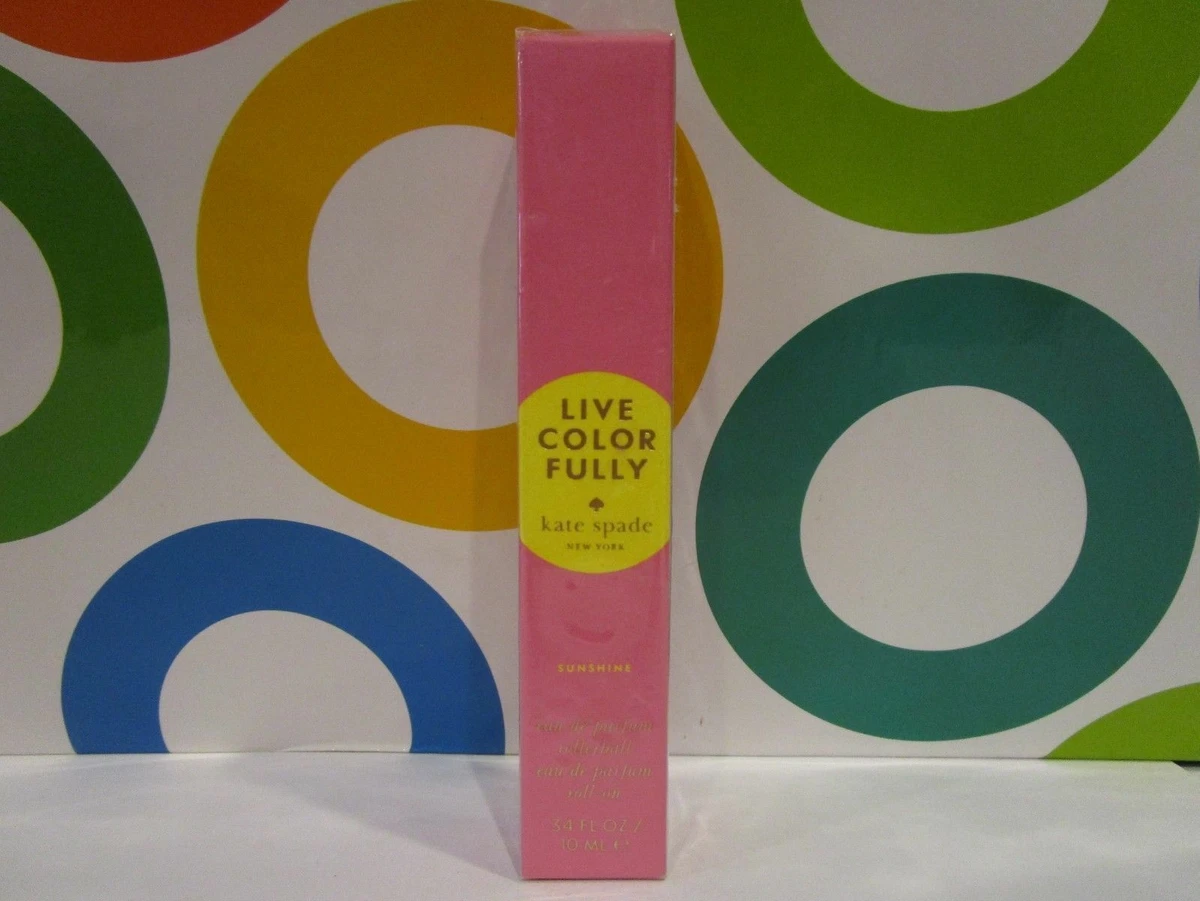 LIVE
COLOR
FULLY
kate spade
NEW YORK
SUNSHINE
eau de parfum
rollerball
eau de parfum
roll-on
.34 FL OZ /
10 ML ℮